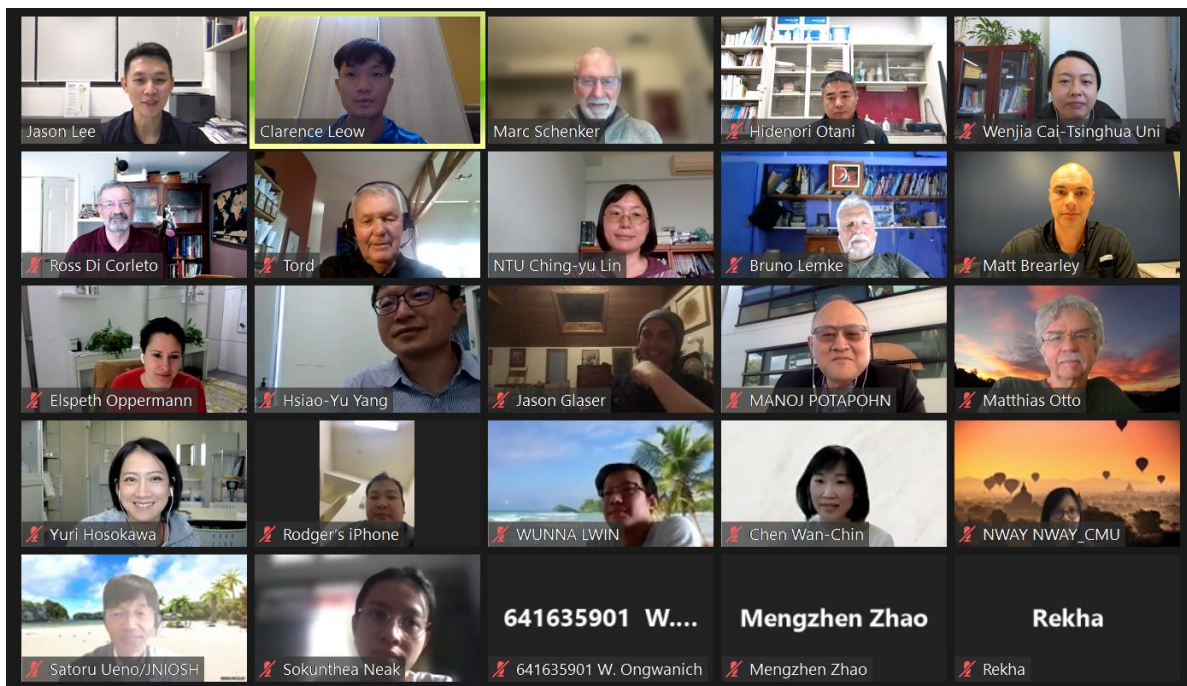 Jason Lee
Clarence Leow
Marc Schenker
Hidenori Otani
Wenjia Cai-Tsinghua Uni
Ross Di Corleto
Tord
NTU Ching-yu Lin
Bruno Lemke
Matt Brearley
Elspeth Oppermann
Hsiao-Yu Yang
Jason Glaser
MANOJ POTAPOHN
Matthias Otto
Yuri Hosokawa
Rodger's iPhone
WUNNA LWIN
Chen Wan-Chin
NWAY NWAY_CMU
Satoru Ueno/JNIOSH
Sokunthea Neak
641635901 W....
641635901 W. Ongwanich
Mengzhen Zhao
Mengzhen Zhao
Rekha
Rekha